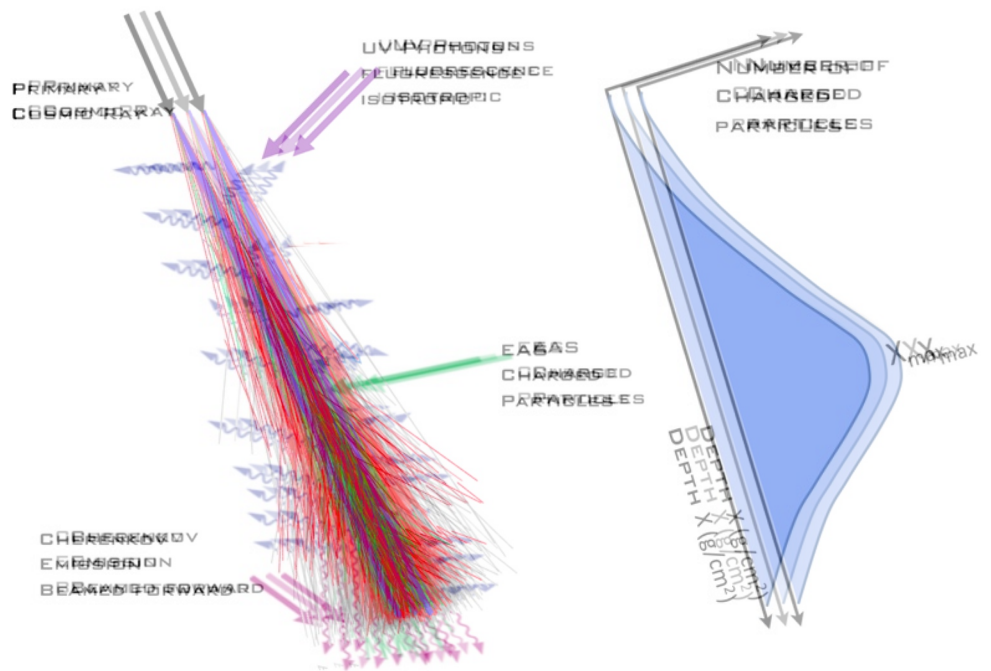 PRIMARY
COSMIC RAY
UV PHOTONS
FLUORESCENCE
ISOTROPIC
NUMBER OF
CHARGED
PARTICLES
EAS
CHARGED
PARTICLES
Xmax
DEPTH X (g/cm2)
CHERENKOV
EMISSION
BEAMED FORWARD